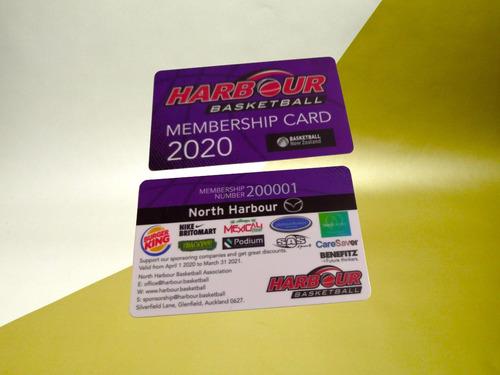 HARBOUR
BASKETBALL
MEMBERSHIP CARD
2020
BASKETBALL
New Zealand
MEMBERSHIP
NUMBER 200001
North Harbour
BURGER
KING
NIKE
BRITOMART
MEXICALI
Podium
SAS
CareSaver
BENEFITZ
Support our sponsoring companies and get great discounts.
Valid from April 1 2020 to March 31 2021.
North Harbour Basketball Association
E: office@harbour.basketball
W: www.harbour.basketball
S: sponsorship@harbour.basketball
Silverfield Lane, Glenfield, Auckland 0627.
HARBOUR
BASKETBALL